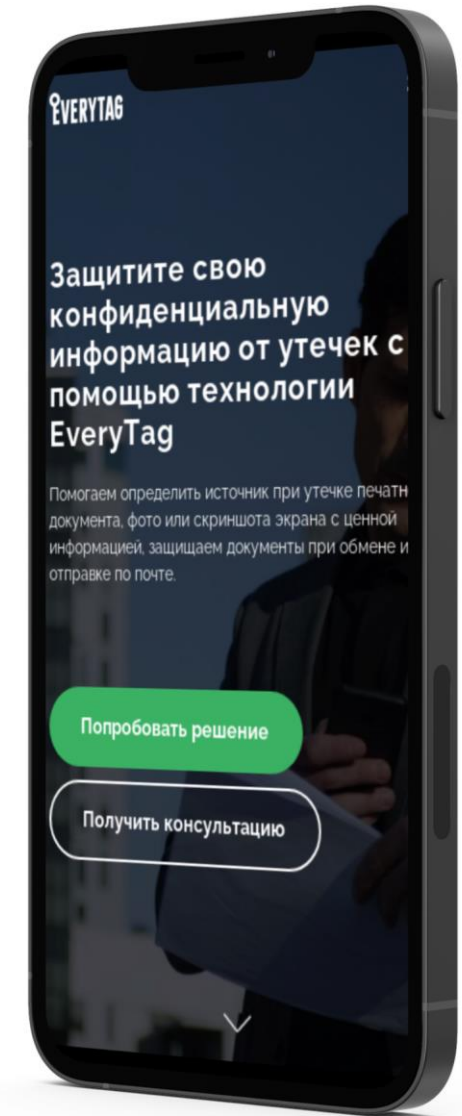 EVERYTAG
Защитите свою
конфиденциальную
информацию от утечек с
помощью технологии
EveryTag
Помогаем определить источник при утечке печатн
документа, фото или скриншота экрана с ценной
информацией, защищаем документы при обмене и
отправке по почте.
Попробовать решение
Получить консультацию